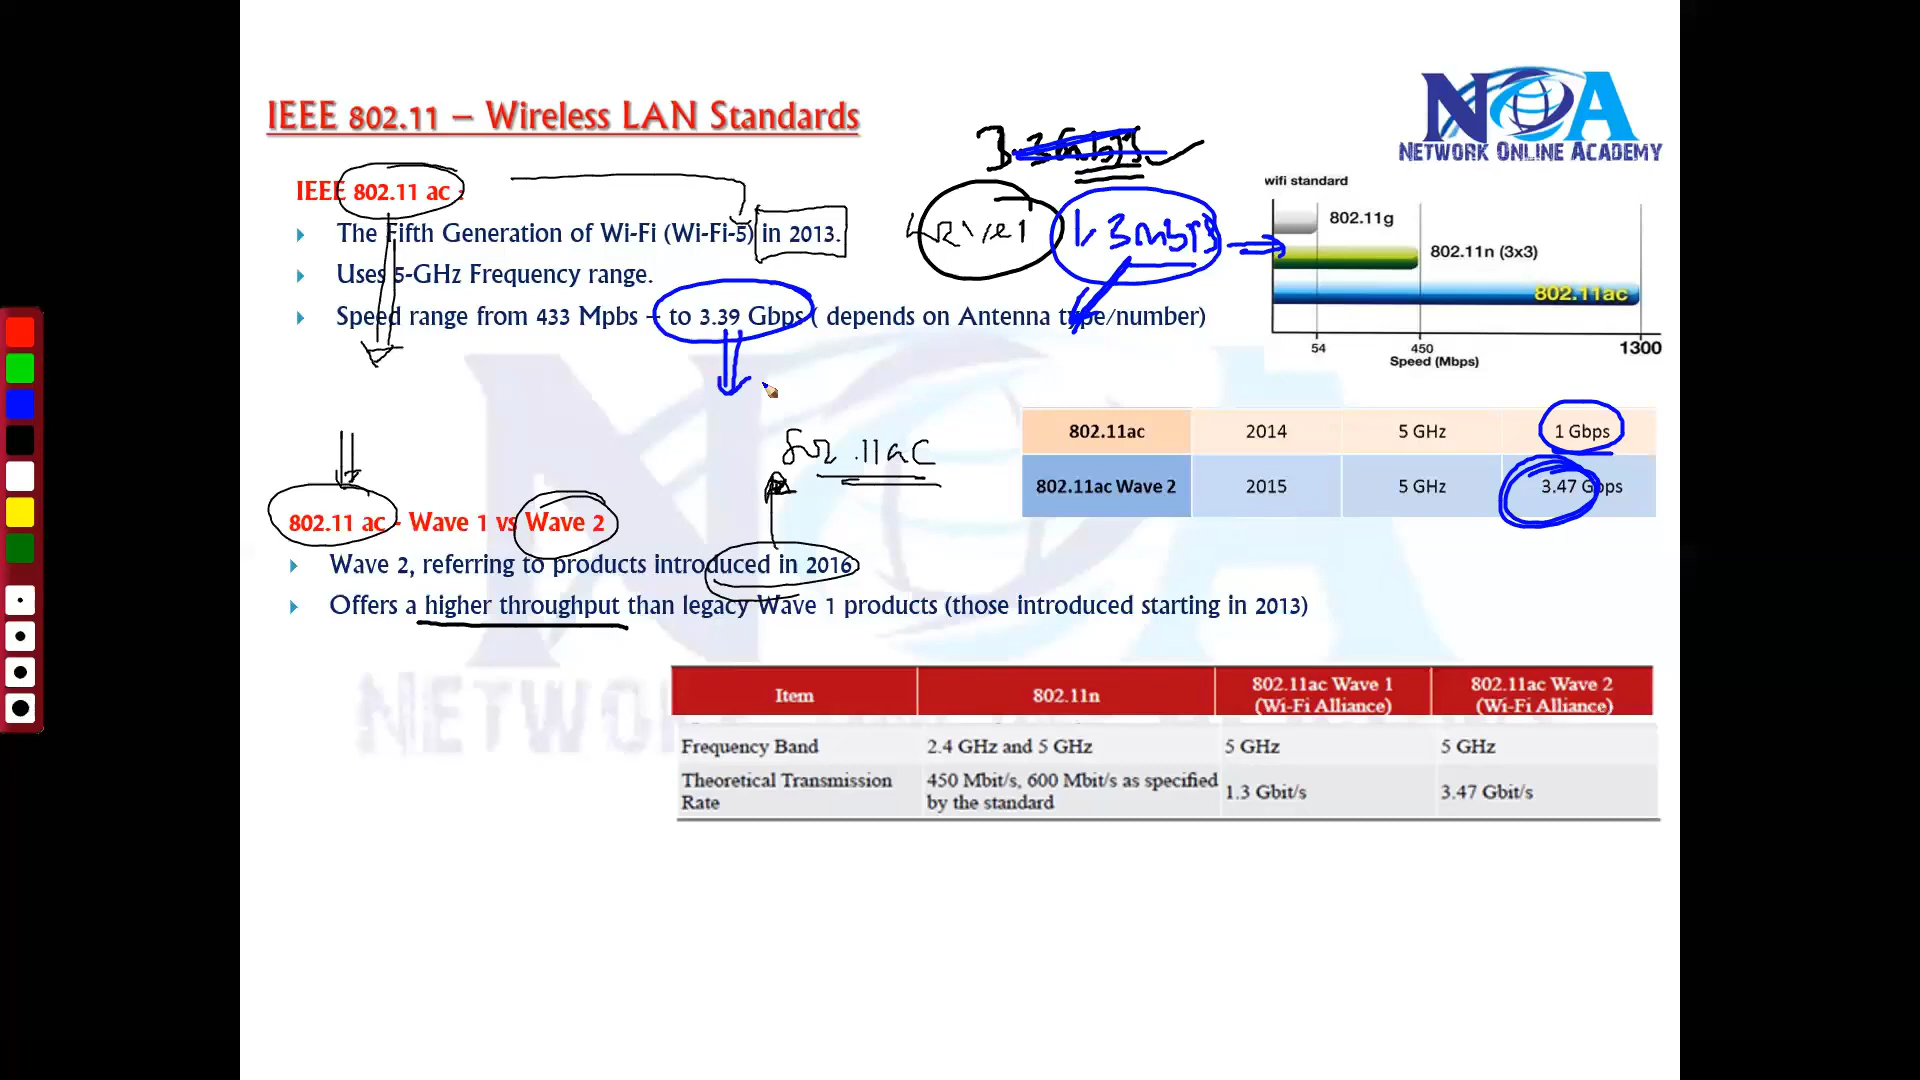 IEEE 802.11 – Wireless LAN Standards
NOA
NETWORK ONLINE ACADEMY
IEEE 802.11 ac :
The Fifth Generation of Wi-Fi (Wi-Fi-5) in 2013.
Uses 5-GHz Frequency range.
Speed range from 433 Mpbs – to 3.39 Gbps ( depends on Antenna type/number)
wifi standard
802.11g
802.11n (3x3)
802.11ac
54 450 1300
Speed (Mbps)
802.11ac 2014 5 GHz 1 Gbps
802.11ac Wave 2 2015 5 GHz 3.47 Gbps
802.11ac
802.11 ac - Wave 1 vs Wave 2
Wave 2, referring to products introduced in 2016
Offers a higher throughput than legacy Wave 1 products (those introduced starting in 2013)
Item 802.11n 802.11ac Wave 1 (Wi-Fi Alliance) 802.11ac Wave 2 (Wi-Fi Alliance)
Frequency Band 2.4 GHz and 5 GHz 5 GHz 5 GHz
Theoretical Transmission Rate 450 Mbit/s, 600 Mbit/s as specified by the standard 1.3 Gbit/s 3.47 Gbit/s